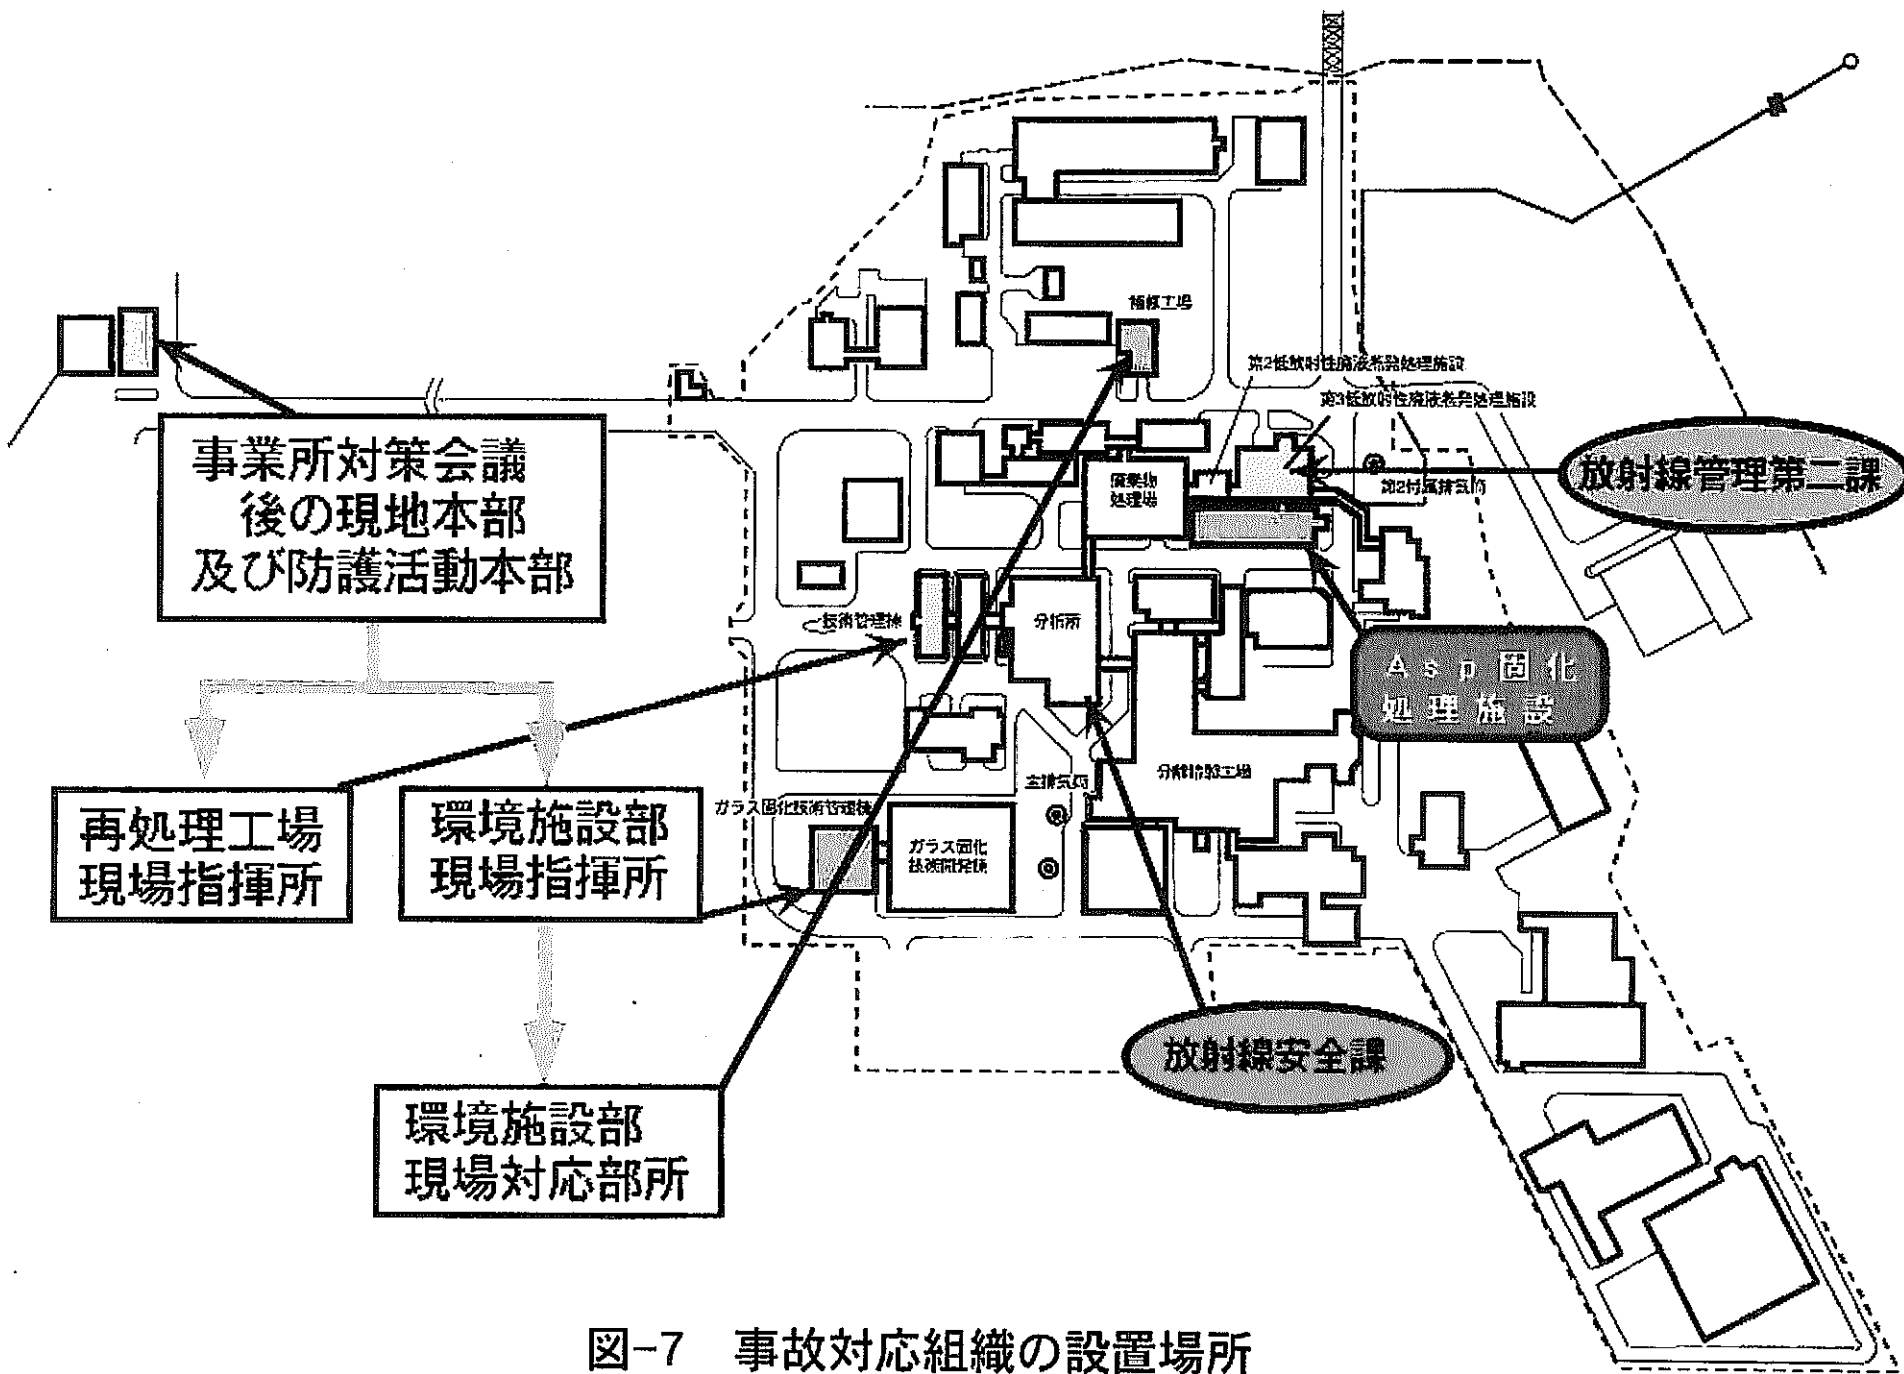 補修工場
第2低放射性廃液蒸発処理施設
第3低放射性廃液蒸発処理施設
事業所対策会議
後の現地本部
及び防護活動本部
廃棄物
処理場
放射線管理第二課
第2付属排気筒
技術管理棟
分析所
Asp固化
処理施設
再処理工場
現場指揮所
環境施設部
現場指揮所
主排気筒
分離精製工場
ガラス固化技術管理棟
ガラス固化
技術開発棟
放射線安全課
環境施設部
現場対応部所
図-7 事故対応組織の設置場所